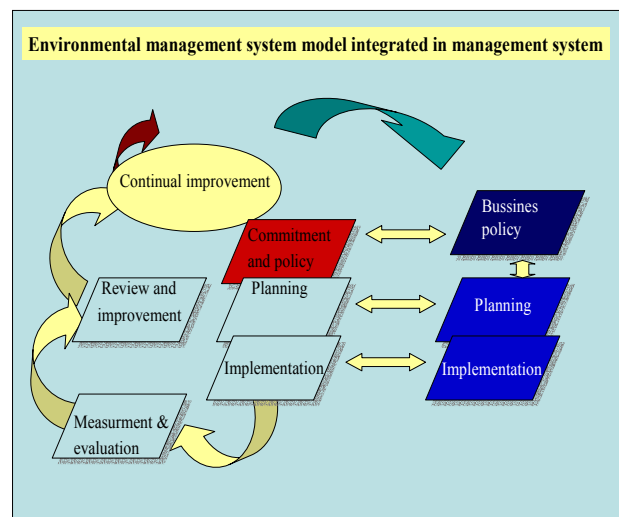 Environmental management system model integrated in management system
Continual improvement
Commitment
and policy
Bussines
policy
Review and
improvement
Planning
Planning
Implementation
Implementation
Measurment &
evaluation